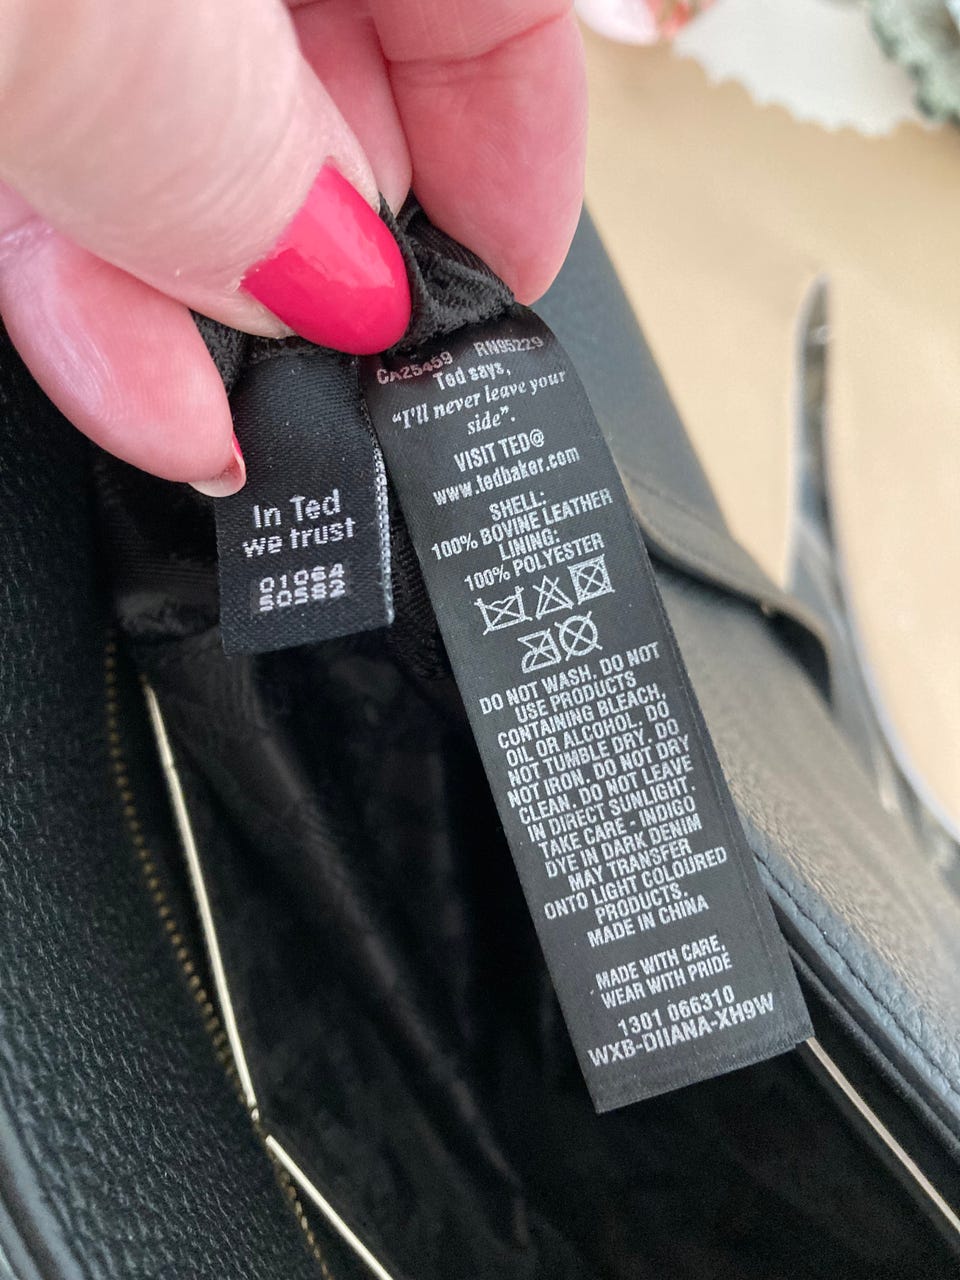 In Ted
we trust
01064
50582
CA25459 RN95229
Ted says,
"I'll never leave your
side".
VISIT TED@
www.tedbaker.com
SHELL:
100% BOVINE LEATHER
LINING:
100% POLYESTER
DO NOT WASH. DO NOT
USE PRODUCTS
CONTAINING BLEACH,
OIL OR ALCOHOL. DO
NOT TUMBLE DRY. DO
NOT IRON. DO NOT DRY
CLEAN. DO NOT LEAVE
IN DIRECT SUNLIGHT.
TAKE CARE - INDIGO
DYE IN DARK DENIM
MAY TRANSFER
ONTO LIGHT COLOURED
PRODUCTS.
MADE IN CHINA
MADE WITH CARE,
WEAR WITH PRIDE
1301 066310
WXB-DIIANA-XH9W